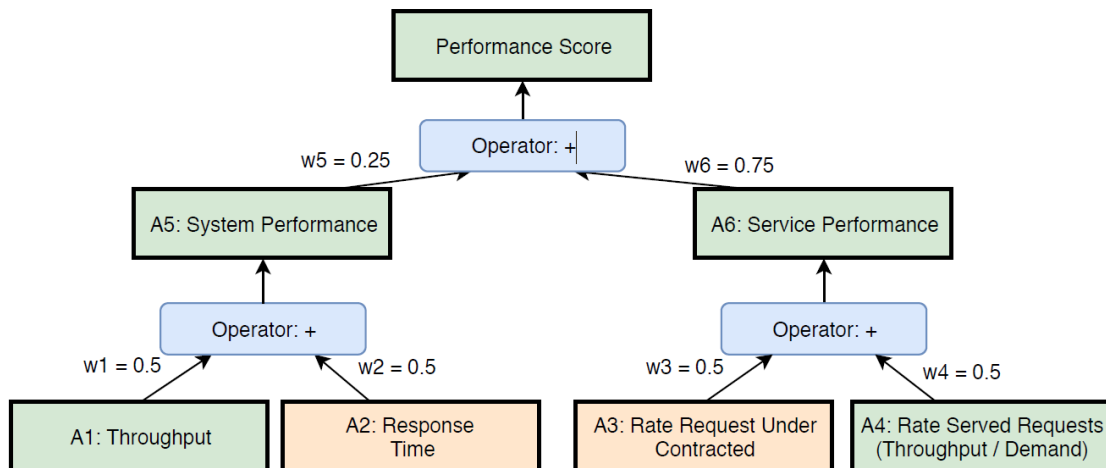 Performance Score
Operator: +
w5 = 0.25
w6 = 0.75
A5: System Performance
A6: Service Performance
Operator: +
Operator: +
w1 = 0.5
w2 = 0.5
w3 = 0.5
w4 = 0.5
A1: Throughput
A2: Response
Time
A3: Rate Request Under
Contracted
A4: Rate Served Requests
(Throughput / Demand)